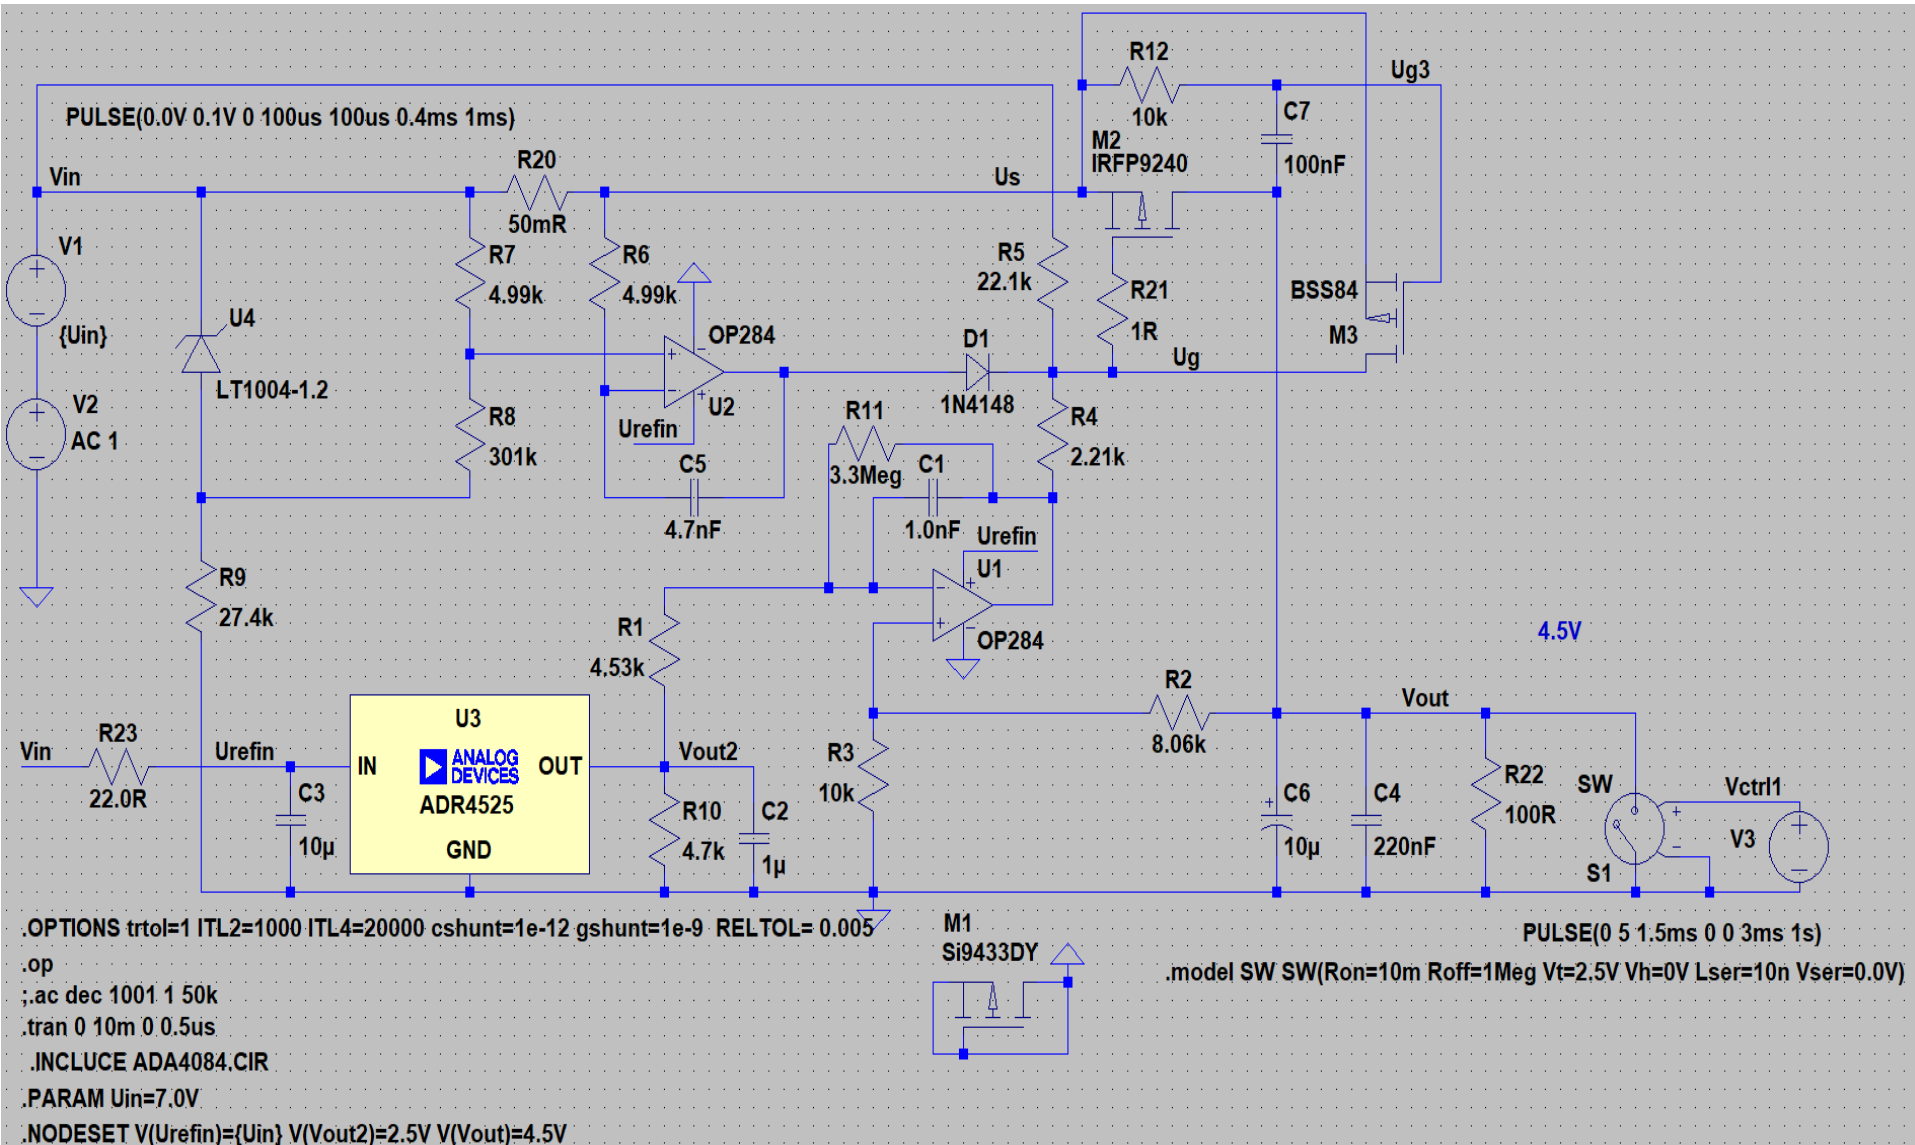 R12
10k
Ug3
C7
100nF
PULSE(0.0V 0.1V 0 100us 100us 0.4ms 1ms)
M2
IRFP9240
Vin
R20
50mR
Us
V1
{Uin}
R7
4.99k
R6
4.99k
R5
22.1k
R21
1R
BSS84
M3
U4
LT1004-1.2
OP284
+
−
−
+
U2
Urefin
D1
1N4148
Ug
V2
AC 1
R8
301k
R11
3.3Meg
R4
2.21k
C5
4.7nF
C1
1.0nF
Urefin
U1
−
+
+
−
OP284
R9
27.4k
R1
4.53k
4.5V
R2
8.06k
Vout
Vin
R23
22.0R
Urefin
C3
10µ
U3
IN
ANALOG
DEVICES
OUT
ADR4525
GND
Vout2
R10
4.7k
C2
1µ
R3
10k
C6
10µ
C4
220nF
R22
100R
SW
S1
Vctrl1
V3
.OPTIONS trtol=1 ITL2=1000 ITL4=20000 cshunt=1e-12 gshunt=1e-9 RELTOL= 0.005
M1
Si9433DY
PULSE(0 5 1.5ms 0 0 3ms 1s)
.model SW SW(Ron=10m Roff=1Meg Vt=2.5V Vh=0V Lser=10n Vser=0.0V)
.op
;.ac dec 1001 1 50k
.tran 0 10m 0 0.5us
.INCLUCE ADA4084.CIR
.PARAM Uin=7.0V
.NODESET V(Urefin)={Uin} V(Vout2)=2.5V V(Vout)=4.5V